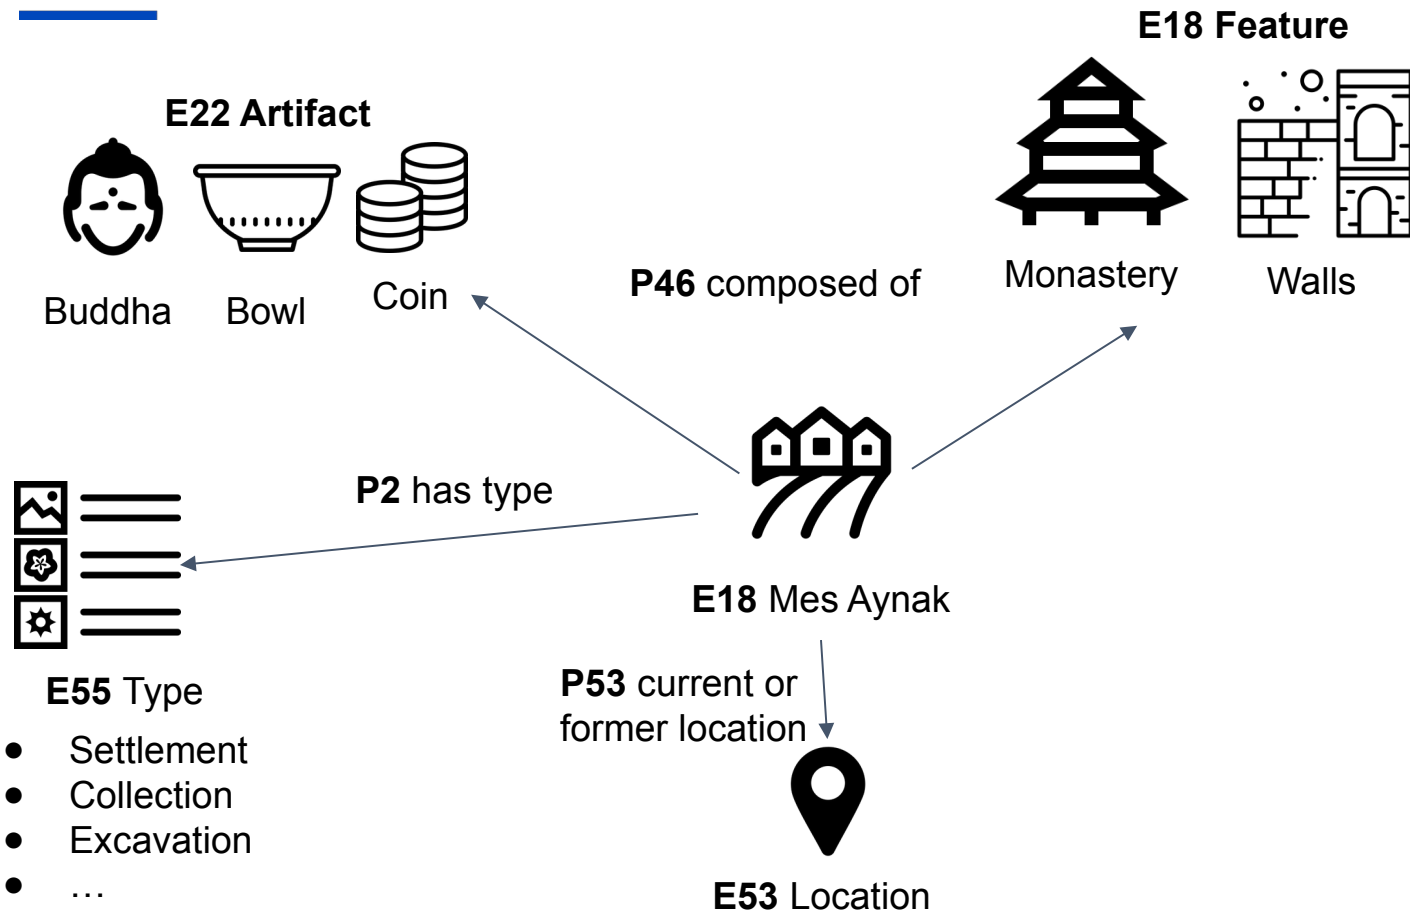 E18 Feature
E22 Artifact
Buddha
Bowl
Coin
P46 composed of
Monastery
Walls
P2 has type
E18 Mes Aynak
E55 Type
● Settlement
● Collection
● Excavation
● …
P53 current or
former location
E53 Location